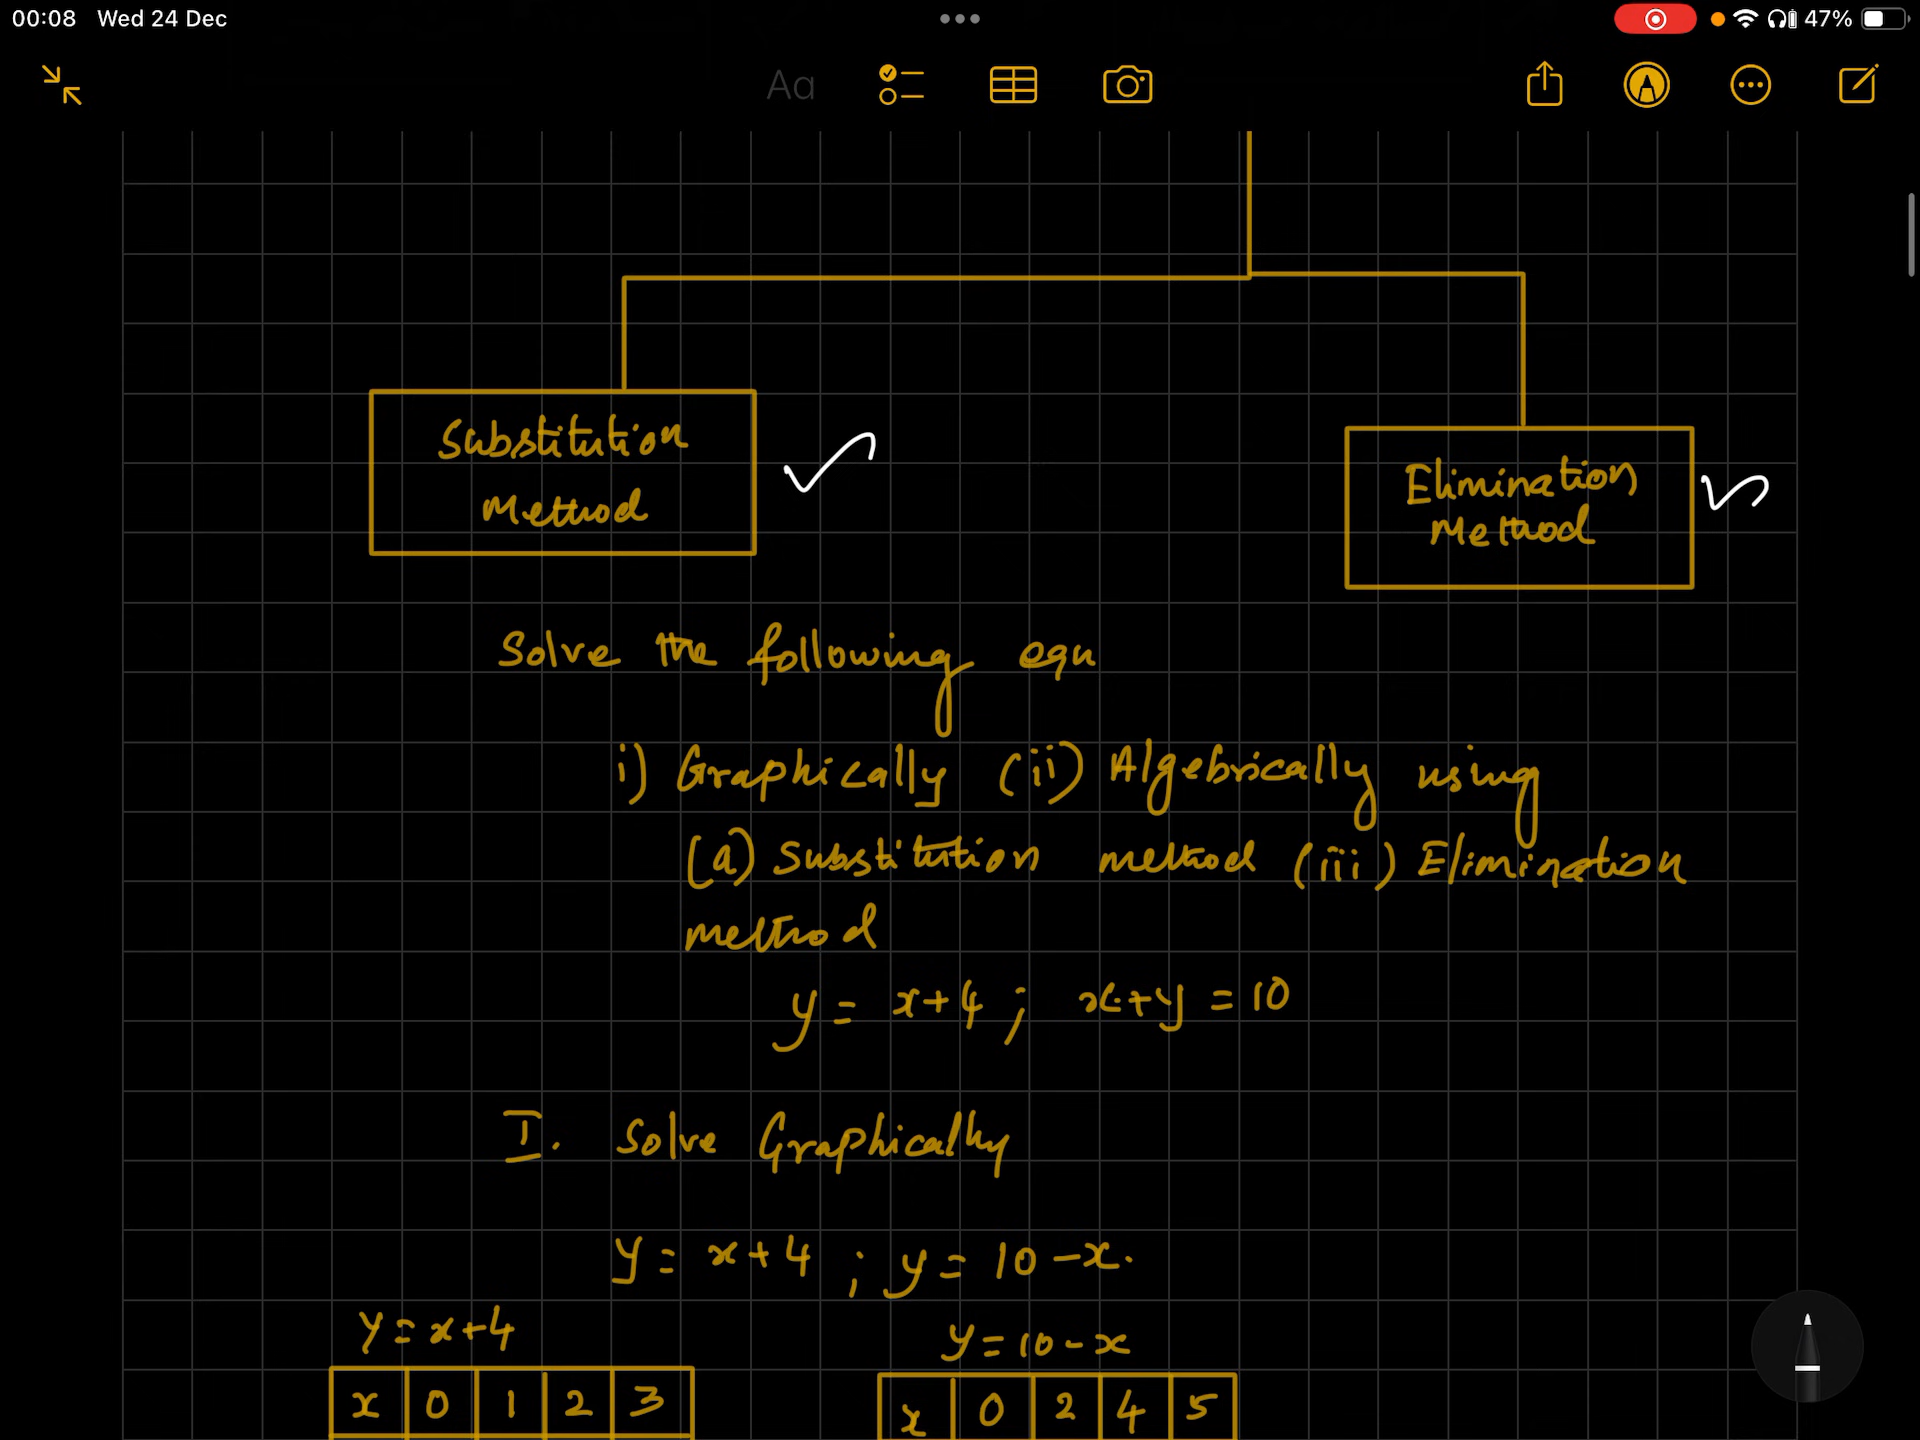 00:08 Wed 24 Dec
47%
Aa
Substitution
Method
Elimination
Method
Solve the following equ
i) Graphically (ii) Algebrically using
(a) Substitution method (iii) Elimination
method
y = x+4 ; x+y = 10
I. Solve Graphically
y = x+4 ; y = 10-x.
y = x+4
y = 10-x
x 0 1 2 3
x 0 2 4 5